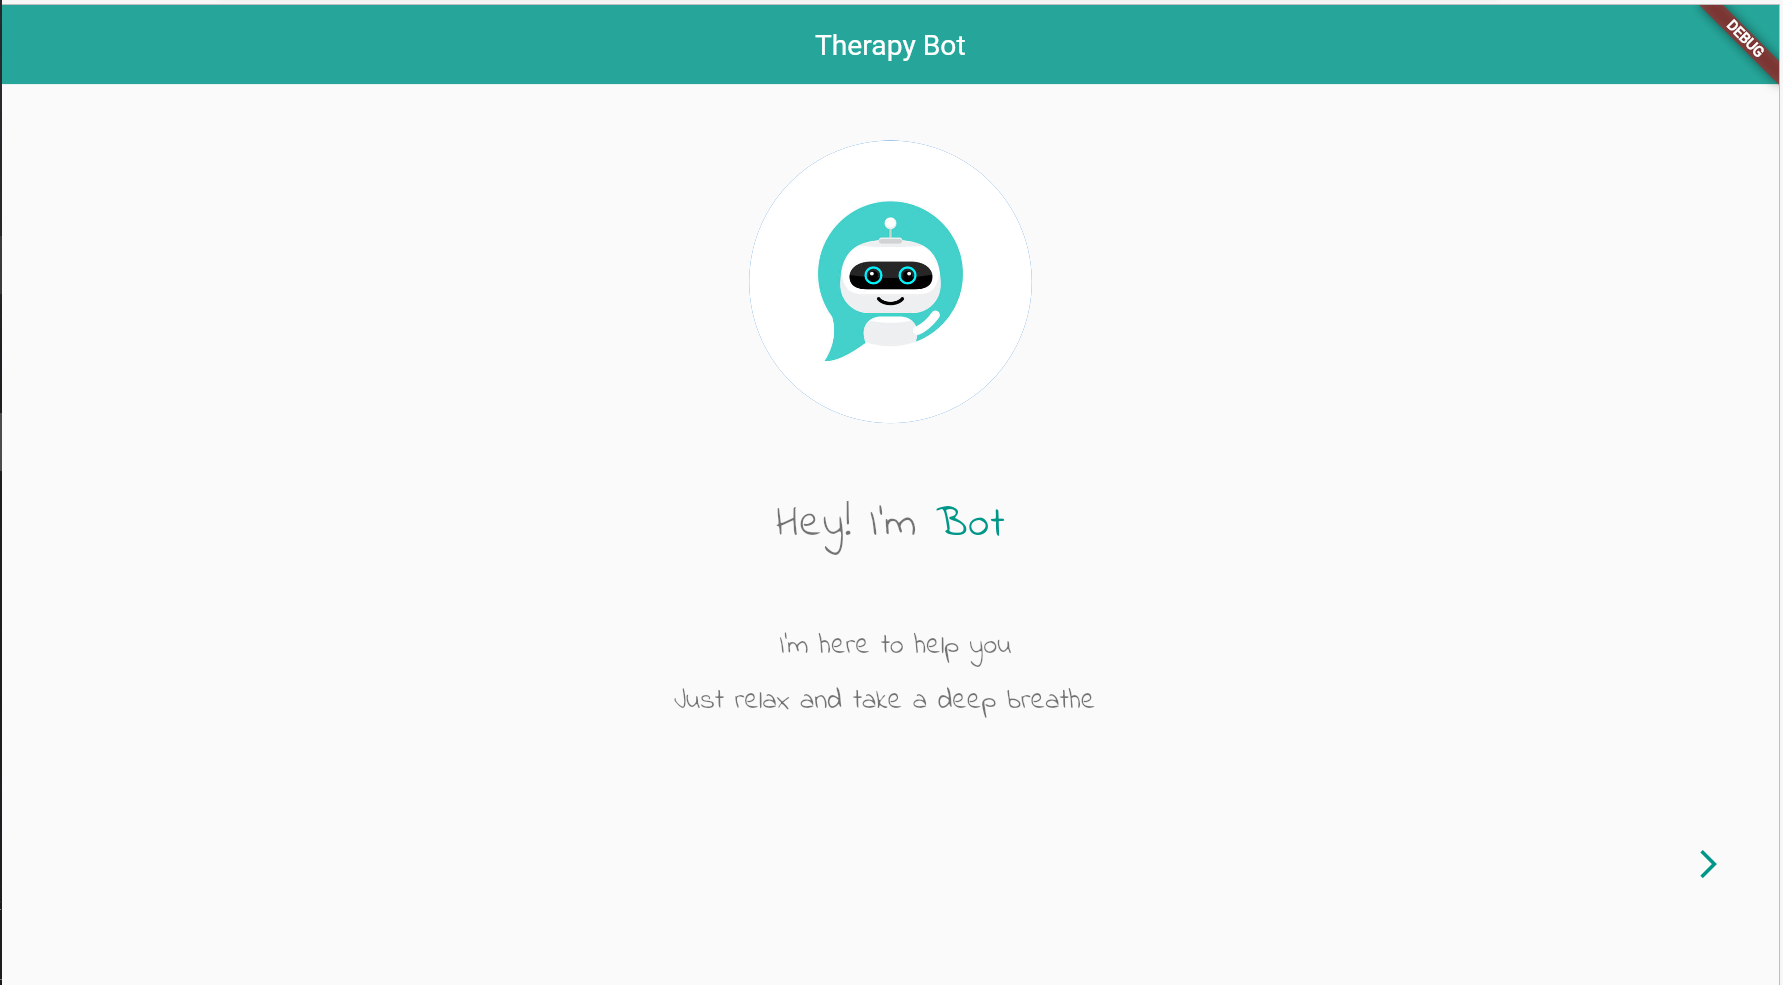 Therapy Bot
DEBUG
Hey! I'm Bot
I'm here to help you
Just relax and take a deep breathe